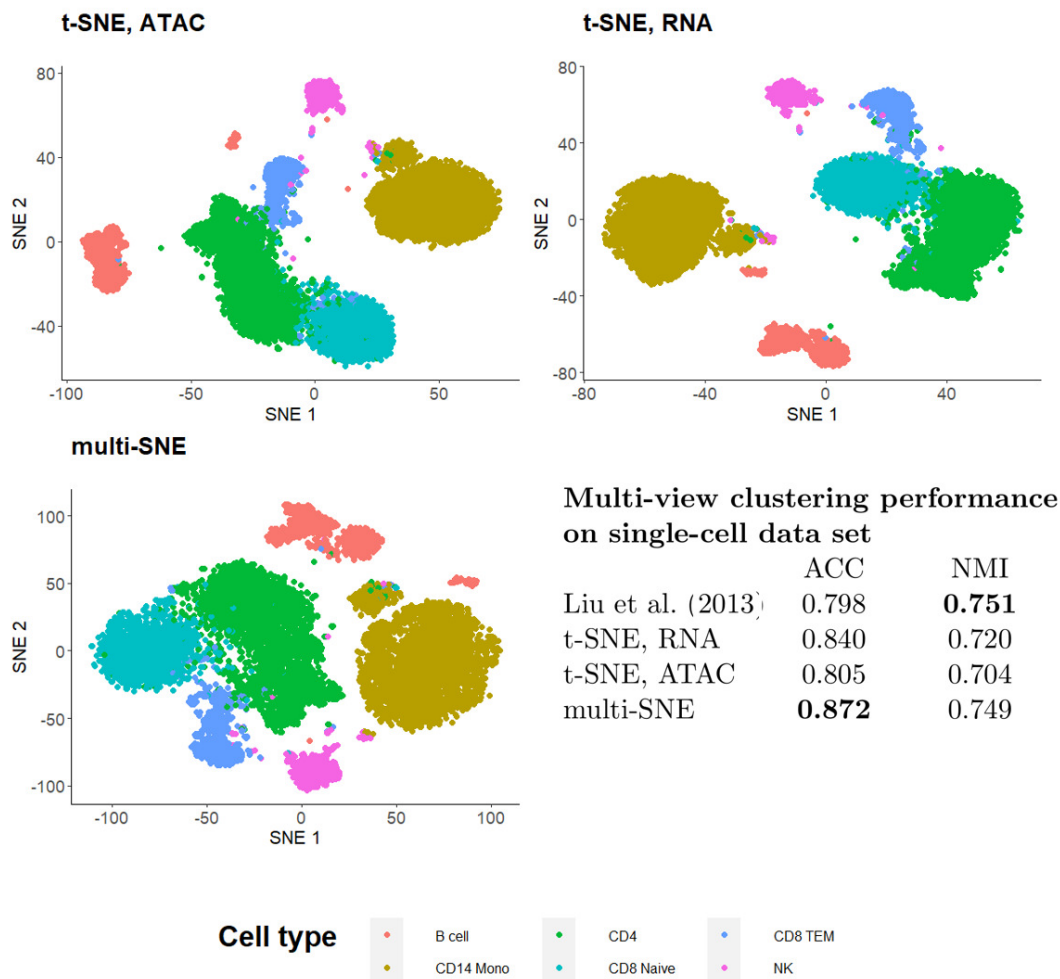 t-SNE, ATAC
80
40
0
-40
SNE 2
-100
-50
0
50
SNE 1
t-SNE, RNA
80
40
0
-40
-80
SNE 2
-80
-40
0
40
SNE 1
multi-SNE
100
50
0
-50
-100
SNE 2
-100
-50
0
50
100
SNE 1
Multi-view clustering performance
on single-cell data set
ACC NMI
Liu et al. (2013) 0.798 0.751
t-SNE, RNA 0.840 0.720
t-SNE, ATAC 0.805 0.704
multi-SNE 0.872 0.749
Cell type
B cell CD4 CD8 TEM
CD14 Mono CD8 Naive NK